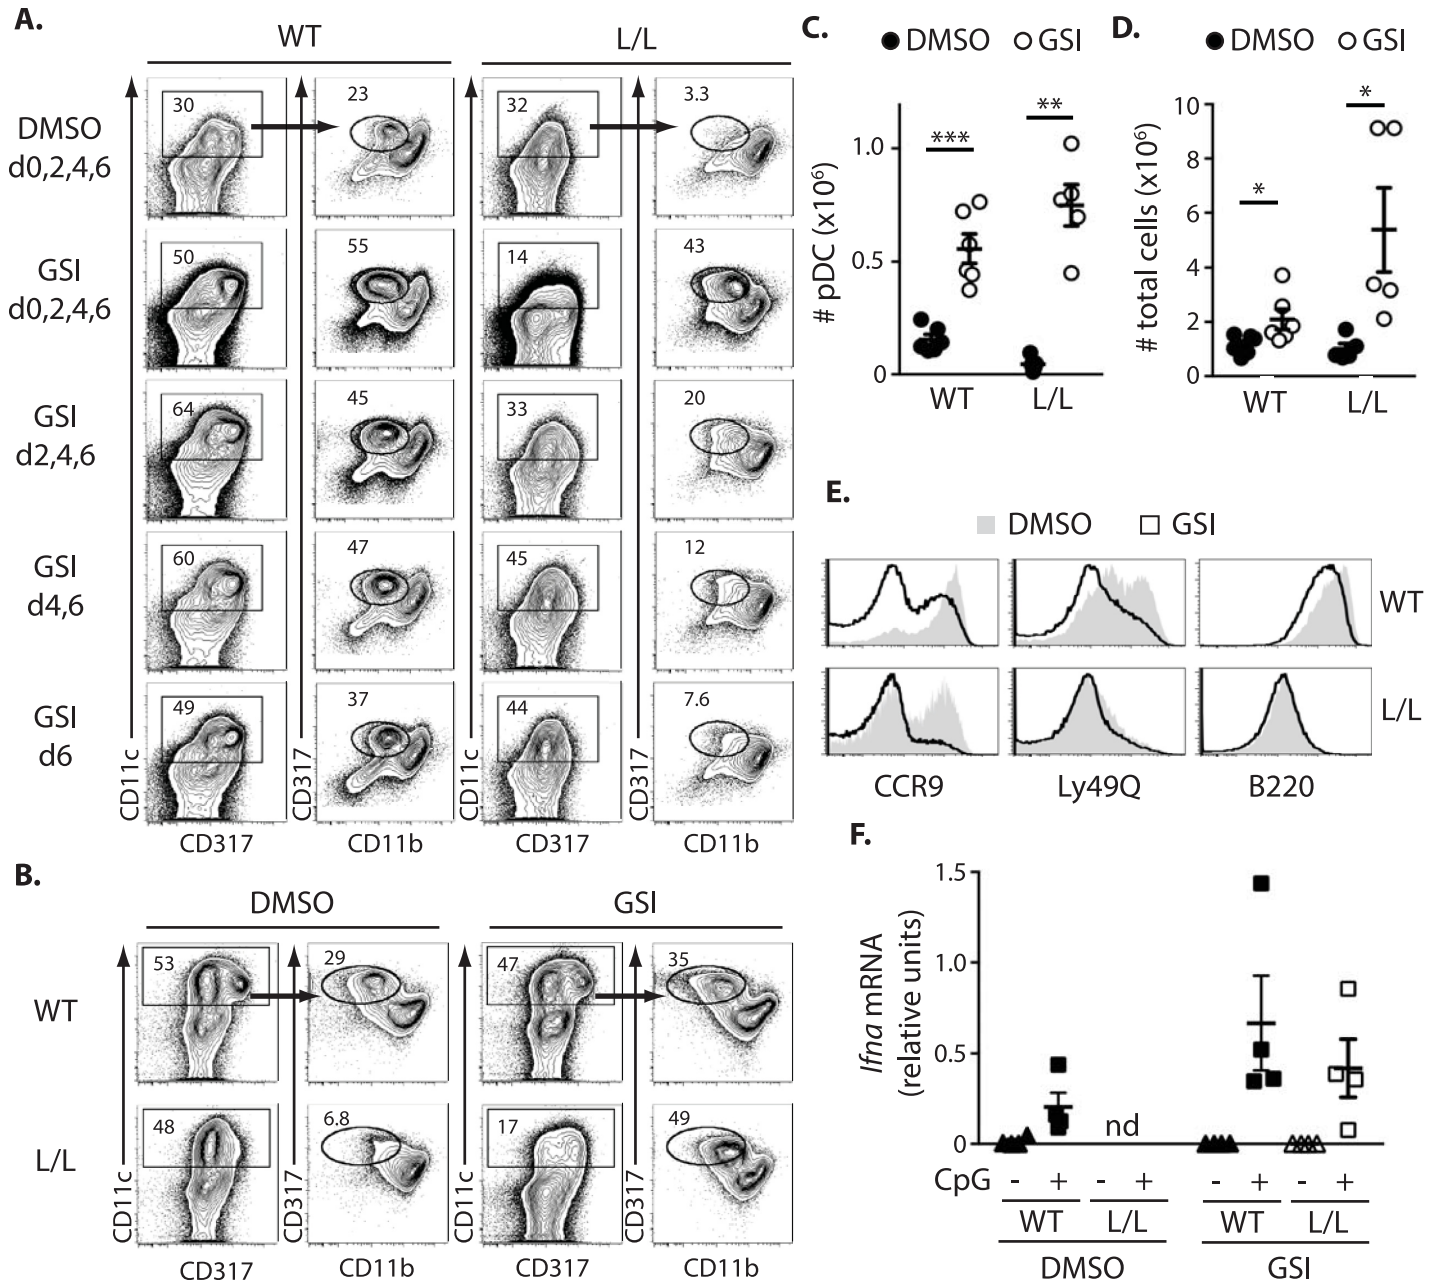 A.
WT
L/L
DMSO
d0,2,4,6
30
23
32
3.3
GSI
d0,2,4,6
50
55
14
43
GSI
d2,4,6
64
45
33
20
GSI
d4,6
60
47
45
12
GSI
d6
49
37
44
7.6
CD11c
CD317
CD11c
CD317
CD317
CD11b
CD317
CD11b
B.
DMSO
GSI
WT
53
29
47
35
L/L
48
6.8
17
49
CD11c
CD317
CD11c
CD317
CD317
CD11b
CD317
CD11b
C.
DMSO
GSI
# pDC (x10⁶)
1.0
0.5
0
***
**
WT
L/L
D.
DMSO
GSI
# total cells (x10⁶)
10
8
6
4
2
0
*
*
WT
L/L
E.
DMSO
GSI
WT
L/L
CCR9
Ly49Q
B220
F.
Ifna mRNA
(relative units)
1.5
1.0
0.5
0
nd
CpG - + - + - + - +
WT L/L WT L/L
DMSO GSI